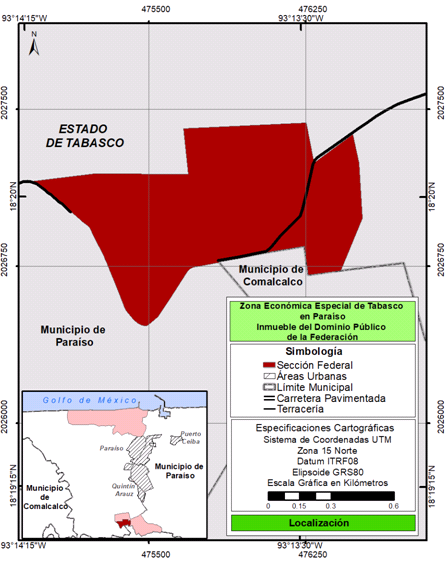 93°14'15"W
475500
93°13'30"W
476250
N
2027500
2027500
ESTADO
DE TABASCO
18°20'N
18°20'N
2026750
2026750
Municipio de
Comalcalco
Municipio de
Paraíso
Zona Económica Especial de Tabasco
en Paraíso
Inmueble del Dominio Público
de la Federación
Simbología
Sección Federal
Áreas Urbanas
Límite Municipal
Carretera Pavimentada
Terracería
Golfo de México
Puerto
Ceiba
Paraíso
Municipio de
Paraiso
Quintín
Arauz
Municipio
de
Comalcalco
2026000
2026000
Especificaciones Cartográficas
Sistema de Coordenadas UTM
Zona 15 Norte
Datum ITRF08
Elipsoide GRS80
Escala Gráfica en Kilómetros
0 0.15 0.3 0.6
Localización
18°19'15"N
18°19'15"N
93°14'15"W
475500
93°13'30"W
476250